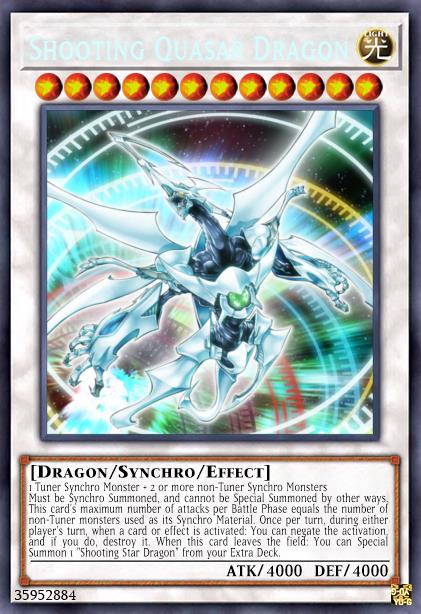 Shooting Quasar Dragon
LIGHT
光
[Dragon/Synchro/Effect]
1 Tuner Synchro Monster + 2 or more non-Tuner Synchro Monsters
Must be Synchro Summoned, and cannot be Special Summoned by other ways.
This card's maximum number of attacks per Battle Phase equals the number of
non-Tuner monsters used as its Synchro Material. Once per turn, during either
player's turn, when a card or effect is activated: You can negate the activation,
and if you do, destroy it. When this card leaves the field: You can Special
Summon 1 "Shooting Star Dragon" from your Extra Deck.
ATK/4000 DEF/4000
35952884